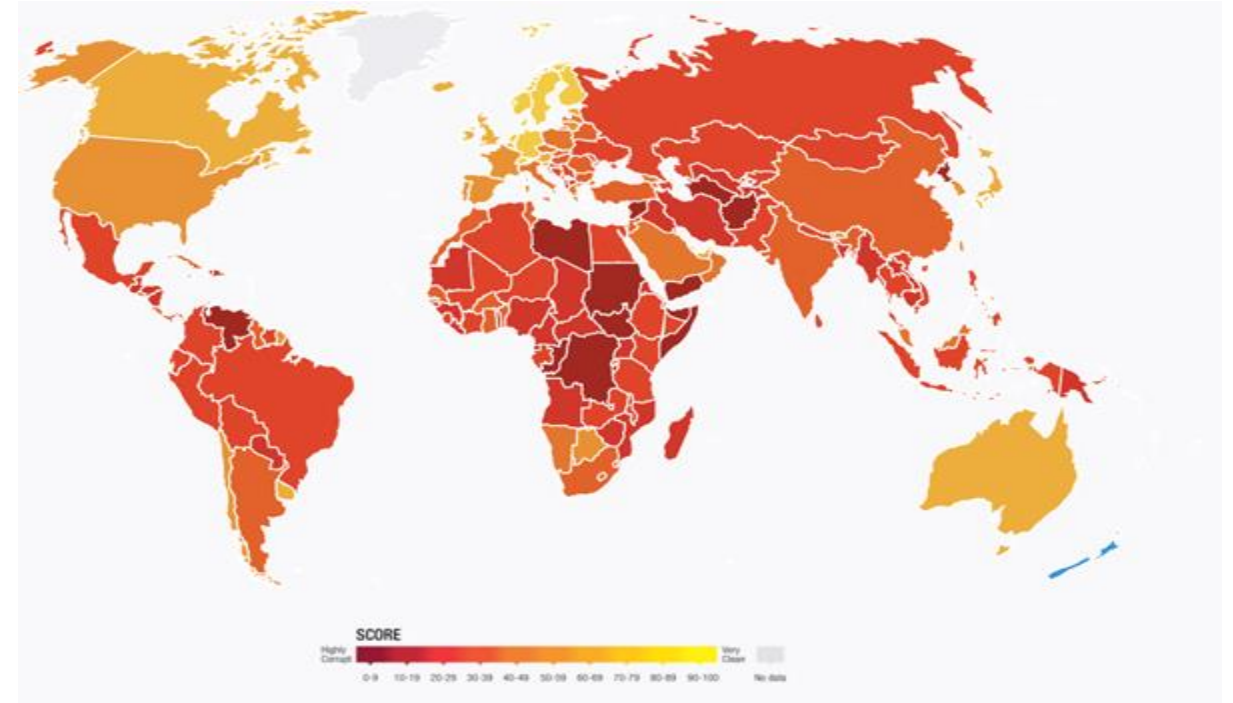 SCORE
Highly
Corrupt
Very
Clean
0-9 10-19 20-29 30-39 40-49 50-59 60-69 70-79 80-89 90-100 No data